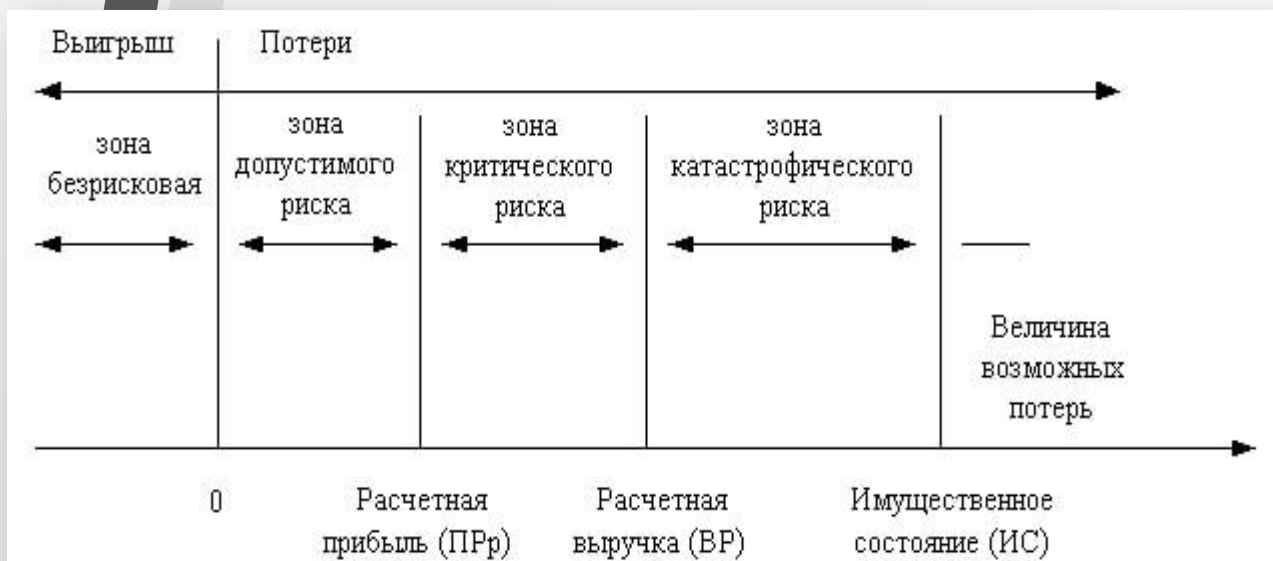 Выигрыш
Потери
зона
безрисковая
зона
допустимого
риска
зона
критического
риска
зона
катастрофического
риска
Величина
возможных
потерь
0
Расчетная
прибыль (ПРр)
Расчетная
выручка (ВР)
Имущественное
состояние (ИС)